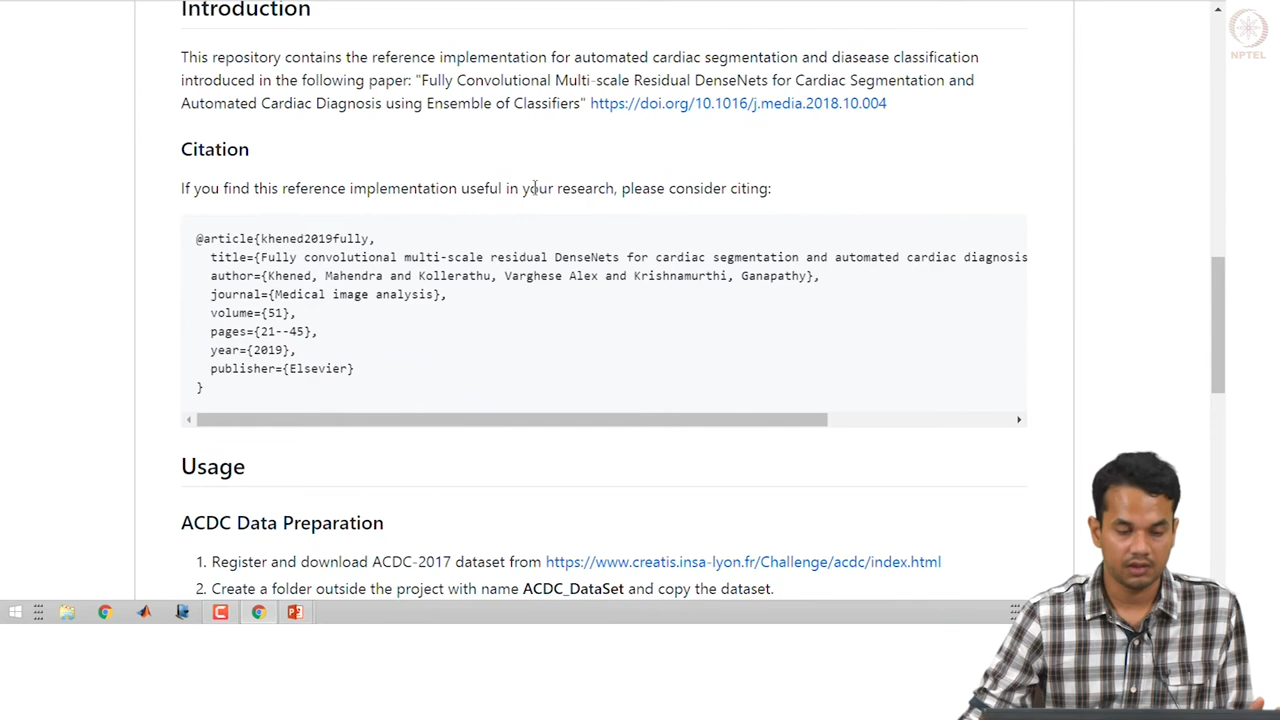 Introduction
NPTEL
This repository contains the reference implementation for automated cardiac segmentation and diasease classification
introduced in the following paper: "Fully Convolutional Multi-scale Residual DenseNets for Cardiac Segmentation and
Automated Cardiac Diagnosis using Ensemble of Classifiers" https://doi.org/10.1016/j.media.2018.10.004
Citation
If you find this reference implementation useful in your research, please consider citing:
@article{khened2019fully,
title={Fully convolutional multi-scale residual DenseNets for cardiac segmentation and automated cardiac diagnosis
author={Khened, Mahendra and Kollerathu, Varghese Alex and Krishnamurthi, Ganapathy},
journal={Medical image analysis},
volume={51},
pages={21--45},
year={2019},
publisher={Elsevier}
}
Usage
ACDC Data Preparation
1. Register and download ACDC-2017 dataset from https://www.creatis.insa-lyon.fr/Challenge/acdc/index.html
2. Create a folder outside the project with name ACDC_DataSet and copy the dataset.